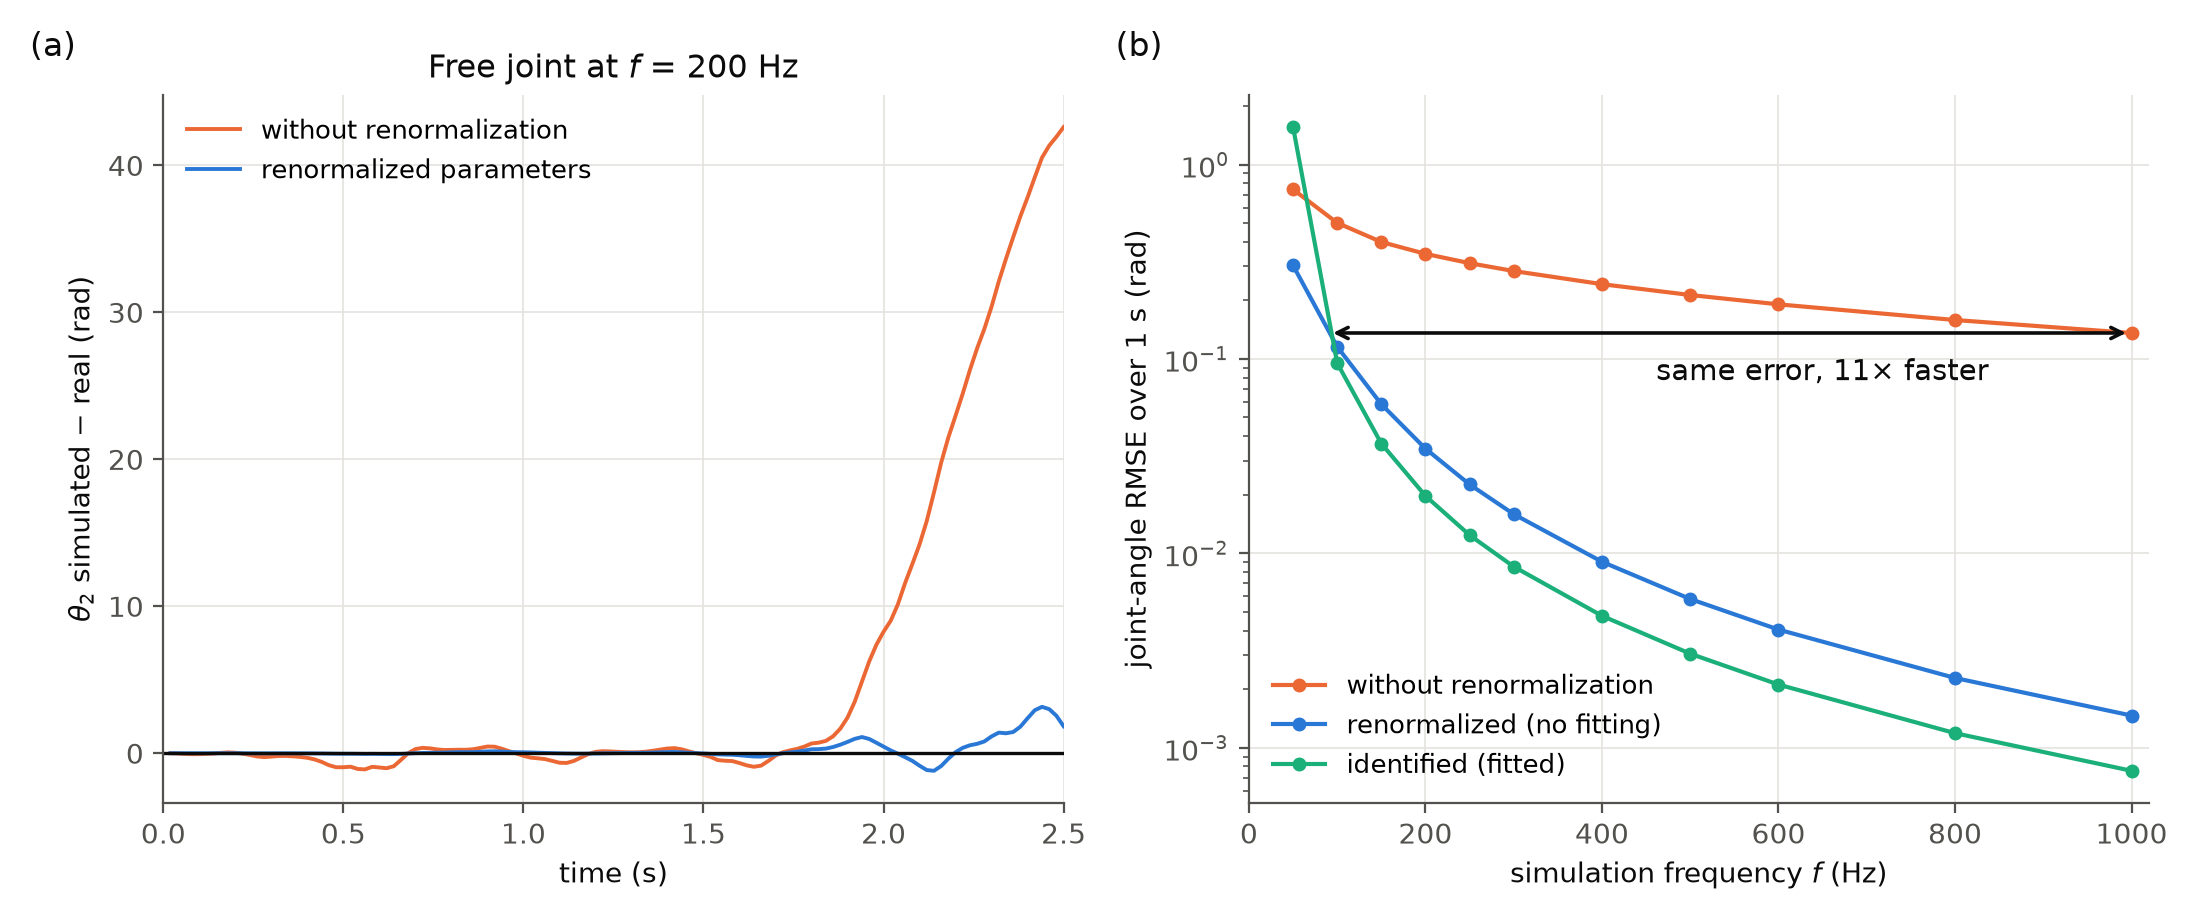 (a)
Free joint at f = 200 Hz
without renormalization
renormalized parameters
40
30
20
10
0
θ₂ simulated − real (rad)
0.0 0.5 1.0 1.5 2.0 2.5
time (s)
(b)
10⁰
10⁻¹
10⁻²
10⁻³
joint-angle RMSE over 1 s (rad)
same error, 11× faster
without renormalization
renormalized (no fitting)
identified (fitted)
0 200 400 600 800 1000
simulation frequency f (Hz)